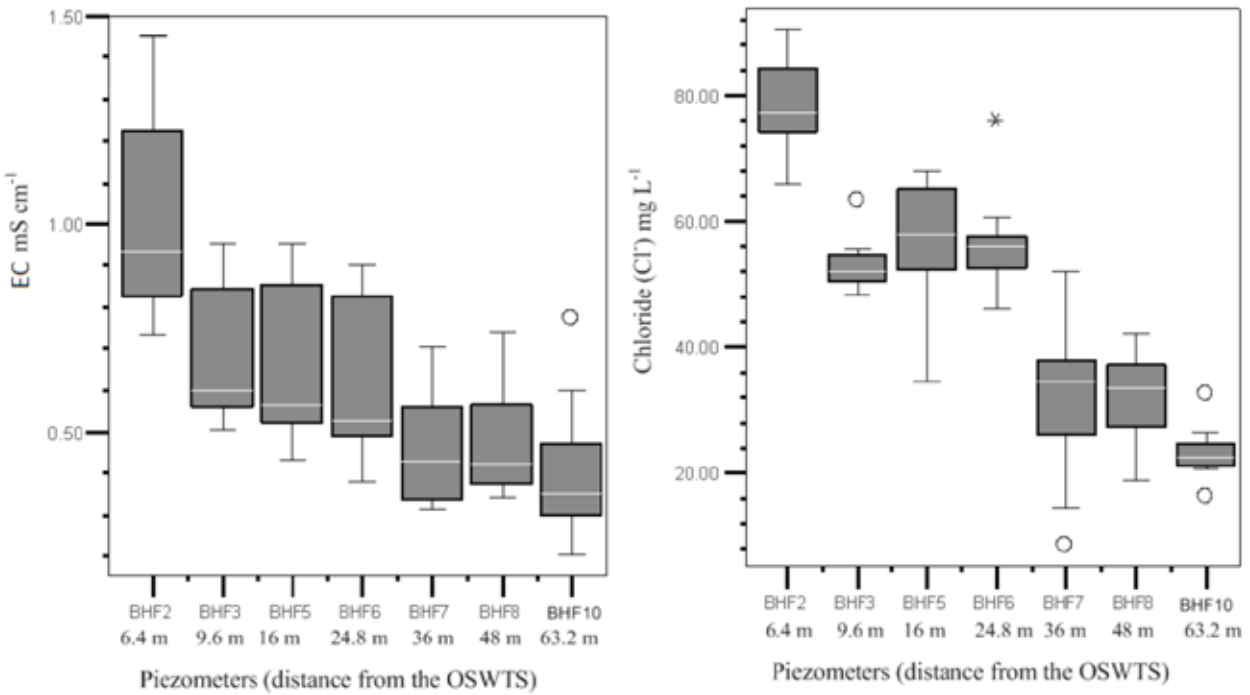 1.50
1.00
0.50
EC mS cm⁻¹
BHF2 BHF3 BHF5 BHF6 BHF7 BHF8 BHF10
6.4 m 9.6 m 16 m 24.8 m 36 m 48 m 63.2 m
Piezometers (distance from the OSWTS)
80.00
60.00
40.00
20.00
Chloride (Cl⁻) mg L⁻¹
BHF2 BHF3 BHF5 BHF6 BHF7 BHF8 BHF10
6.4 m 9.6 m 16 m 24.8 m 36 m 48 m 63.2 m
Piezometers (distance from the OSWTS)